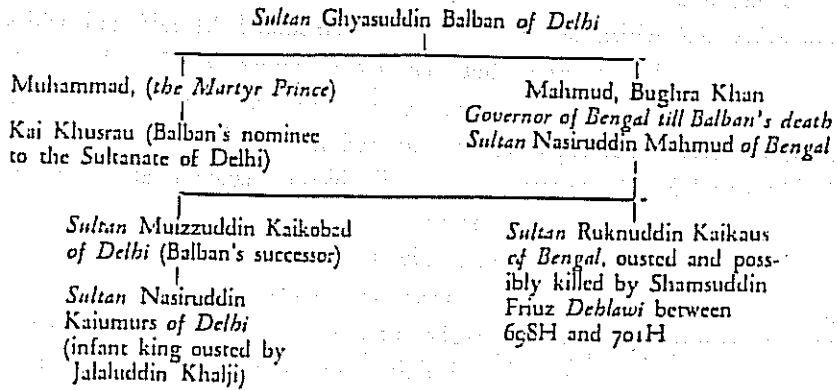 Sultan Ghyasuddin Balban of Delhi
Muhammad, (the Martyr Prince)
Kai Khusrau (Balban's nominee
to the Sultanate of Delhi)
Mahmud, Bughra Khan
Governor of Bengal till Balban's death
Sultan Nasiruddin Mahmud of Bengal
Sultan Muizzuddin Kaikobad
of Delhi (Balban's successor)
Sultan Nasiruddin
Kaiumurs of Delhi
(infant king ousted by
Jalaluddin Khalji)
Sultan Ruknuddin Kaikaus
of Bengal, ousted and poss-
ibly killed by Shamsuddin
Friuz Dehlawi between
698H and 701H